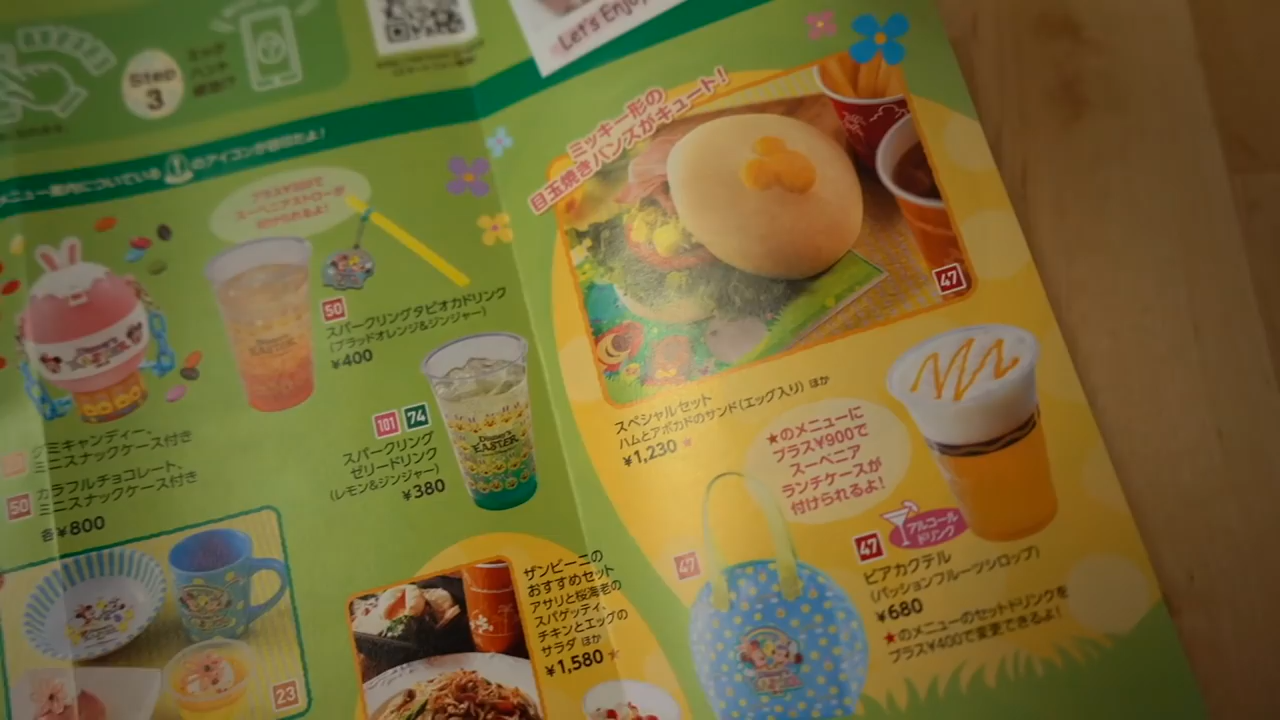 Let's Enjoy
Step
3
メニュー案内についている
のアイコンが目印だよ!
ミッキー形の
目玉焼きバンズがキュート!
47
スーベニアストローが
付けられるよ!
50
スパークリングタピオカドリンク
(ブラッドオレンジ&ジンジャー)
¥400
Disney's
EASTER
101 74
スパークリング
ゼリードリンク
(レモン&ジンジャー)
¥380
グミキャンディー、
ミニスナックケース付き
50
カラフルチョコレート、
ミニスナックケース付き
各¥800
23
スペシャルセット
ハムとアボカドのサンド(エッグ入り) ほか
¥1,230 ★
★のメニューに
プラス¥900で
スーベニア
ランチケースが
付けられるよ!
47
47
アルコール
ドリンク
ビアカクテル
(パッションフルーツシロップ)
¥680
★のメニューのセットドリンクを
プラス¥400で変更できるよ!
ザンビーニの
おすすめセット
アサリと桜海老の
スパゲッティ、
チキンとエッグの
サラダ ほか
¥1,580 ★